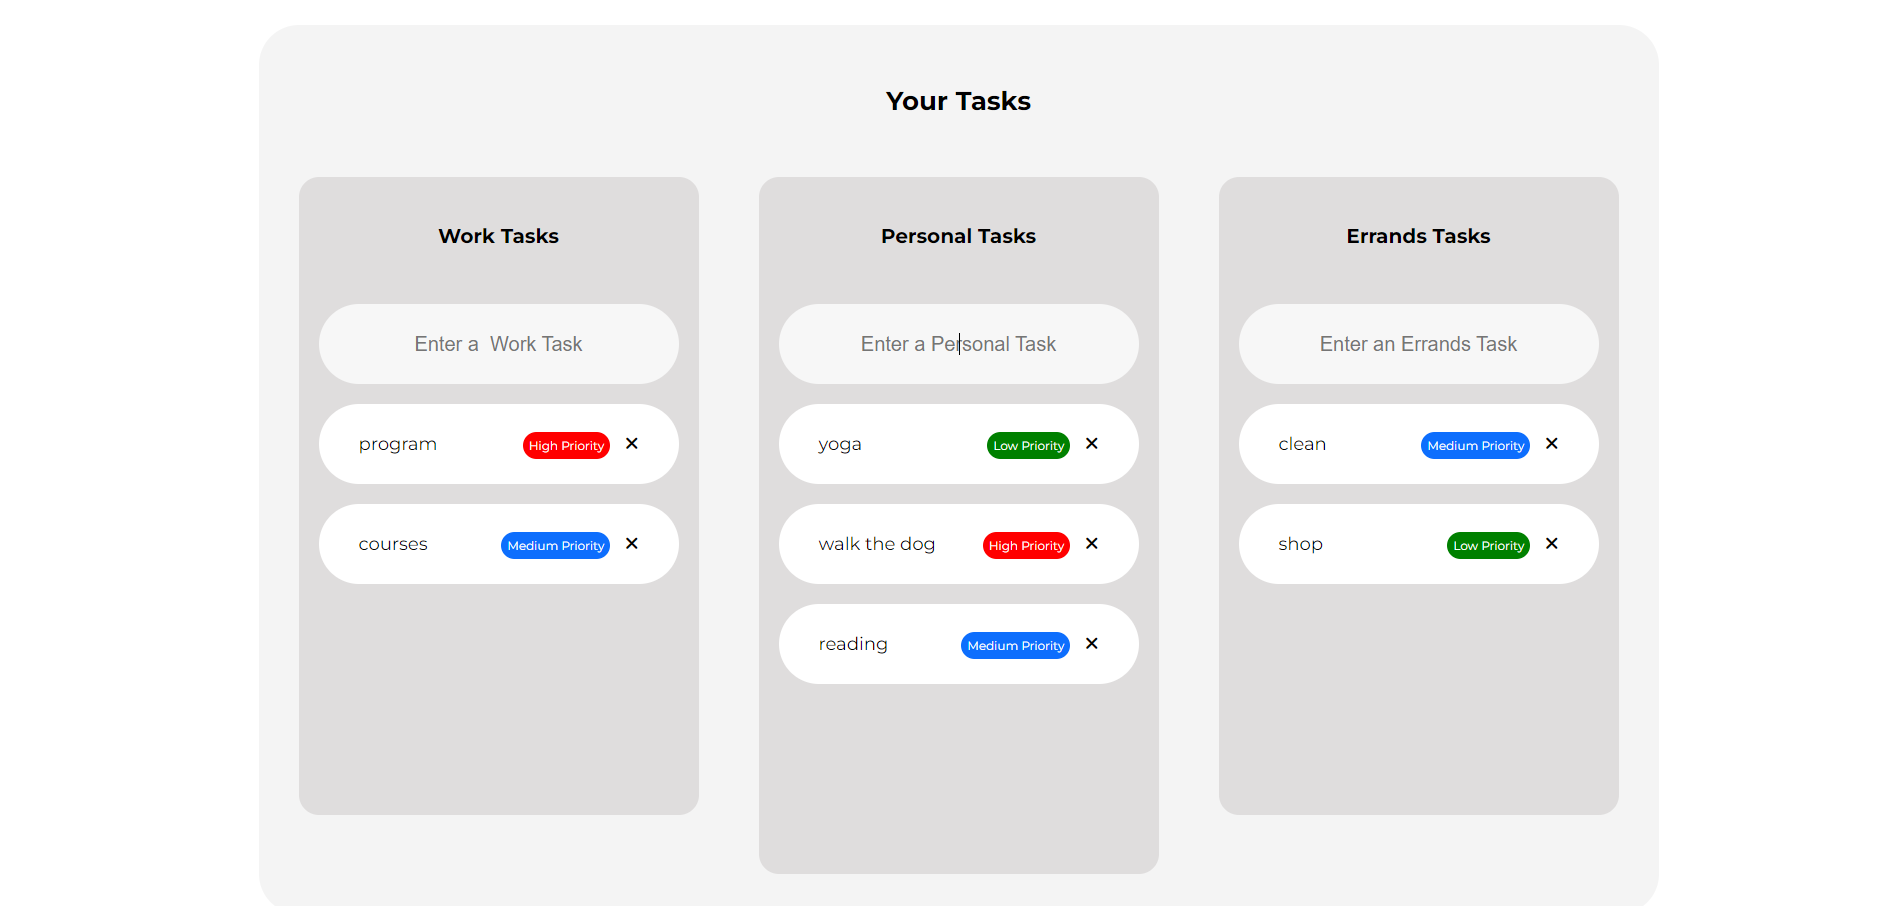 Your Tasks
Work Tasks
Enter a  Work Task
program High Priority ✕
courses Medium Priority ✕
Personal Tasks
Enter a Personal Task
yoga Low Priority ✕
walk the dog High Priority ✕
reading Medium Priority ✕
Errands Tasks
Enter an Errands Task
clean Medium Priority ✕
shop Low Priority ✕